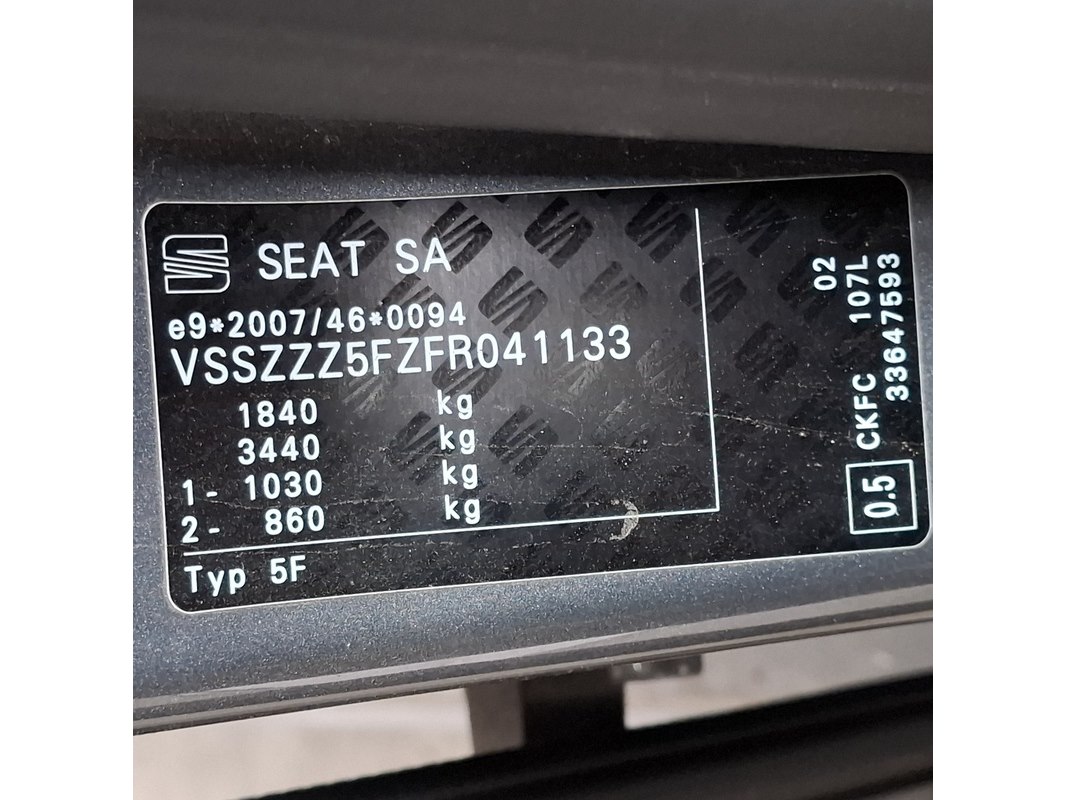 SEAT SA
e9*2007/46*0094
VSSZZZ5FZFR041133
1840 kg
3440 kg
1- 1030 kg
2- 860 kg
Typ 5F
02
CKFC 107L
33647593
0.5